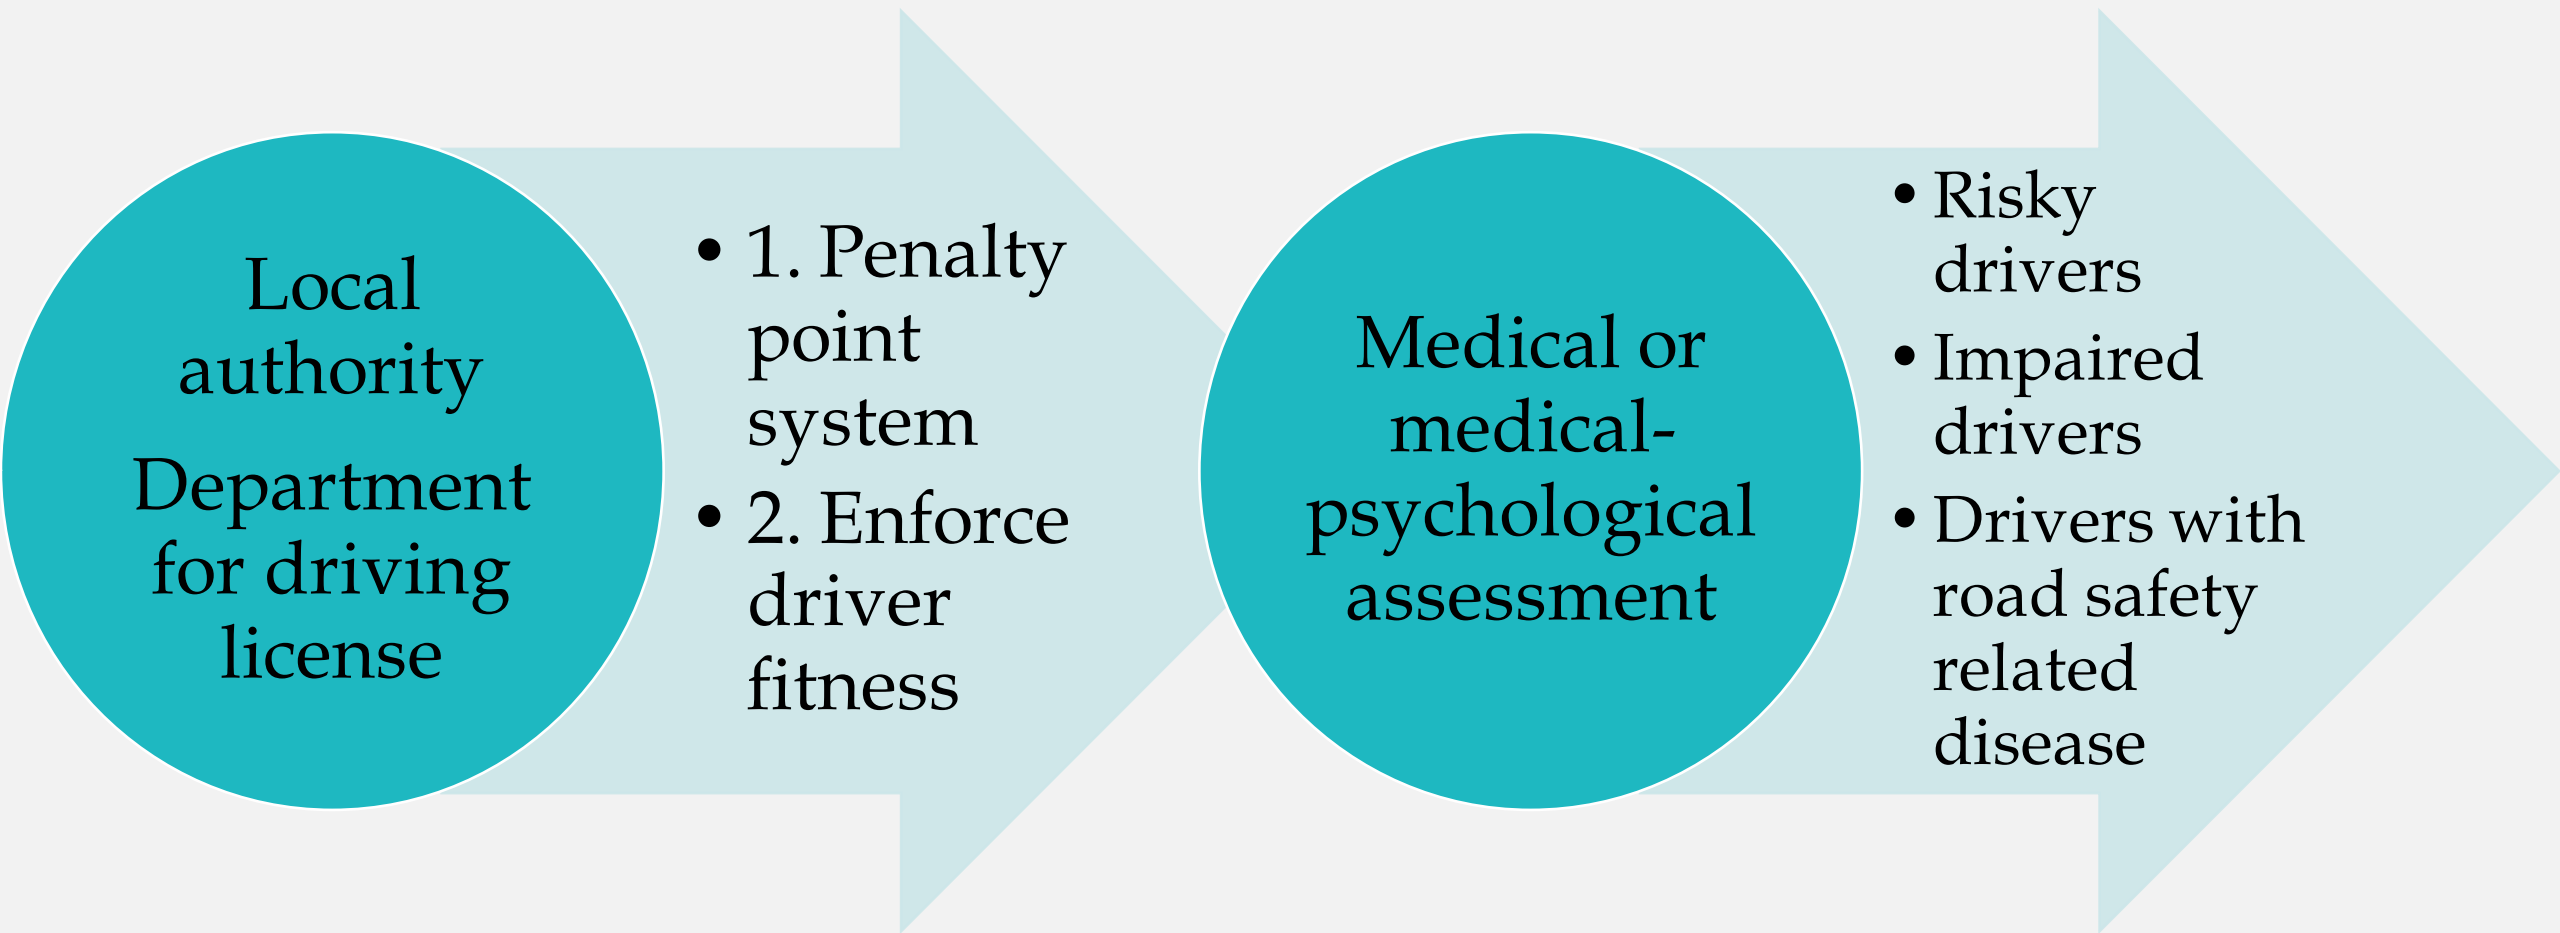 Local
authority
Department
for driving
license
• 1. Penalty
point
system
• 2. Enforce
driver
fitness
Medical or
medical-
psychological
assessment
• Risky
drivers
• Impaired
drivers
• Drivers with
road safety
related
disease